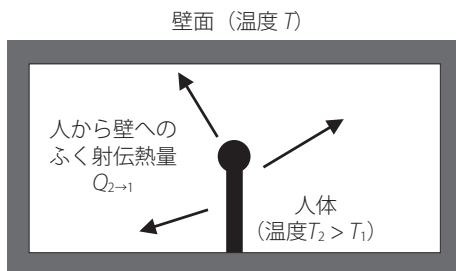 壁面（温度 T）
人から壁への
ふく射伝熱量
Q₂→₁
人体
（温度T₂ > T₁）